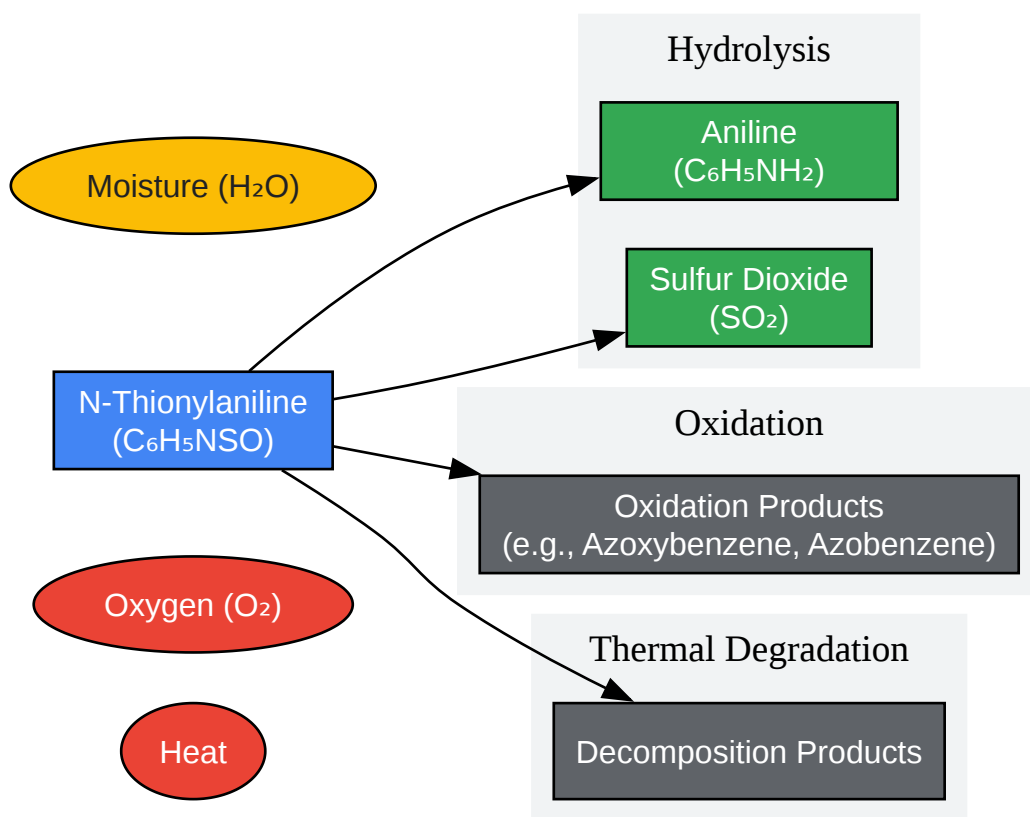 Hydrolysis
Aniline
(C₆H₅NH₂)
Moisture (H₂O)
Sulfur Dioxide
(SO₂)
N-Thionylaniline
(C₆H₅NSO)
Oxidation
Oxidation Products
(e.g., Azoxybenzene, Azobenzene)
Oxygen (O₂)
Thermal Degradation
Heat
Decomposition Products